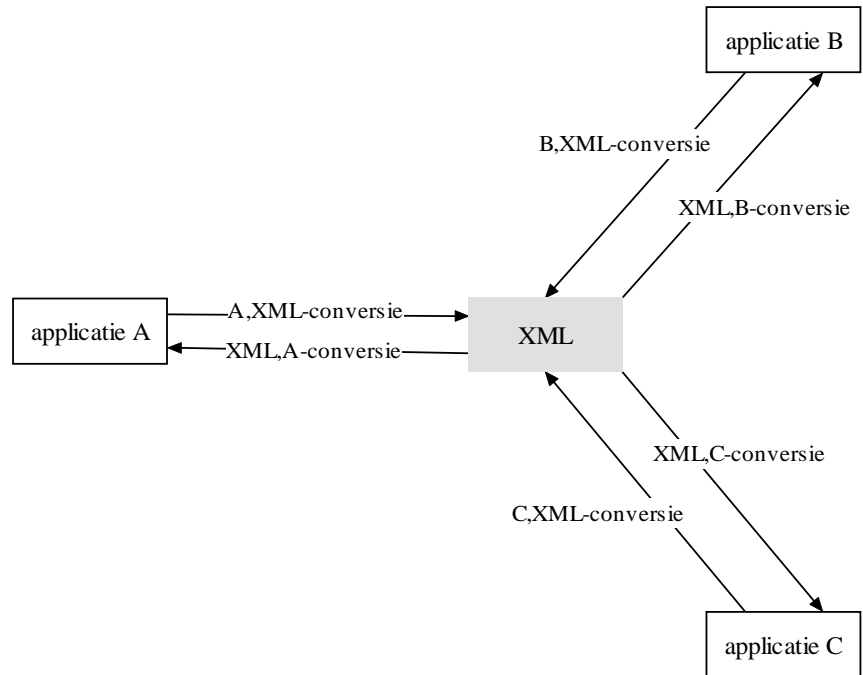 applicatie B
B,XML-conversie
XML,B-conversie
A,XML-conversie
applicatie A
XML
XML,A-conversie
XML,C-conversie
C,XML-conversie
applicatie C